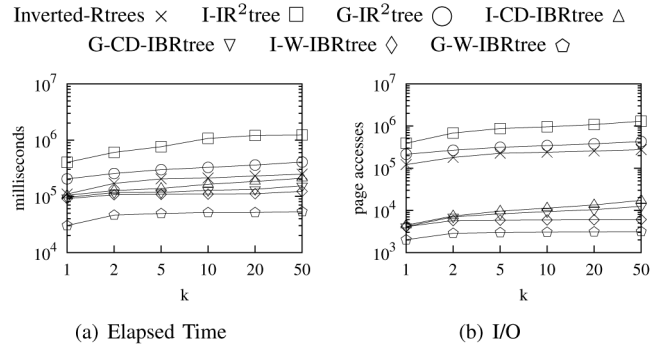 Inverted-Rtrees × I-IR²tree □ G-IR²tree ○ I-CD-IBRtree △
G-CD-IBRtree ▽ I-W-IBRtree ◇ G-W-IBRtree ⬠
milliseconds
10⁷
10⁶
10⁵
10⁴
1 2 5 10 20 50
k
(a) Elapsed Time
page accesses
10⁷
10⁶
10⁵
10⁴
10³
1 2 5 10 20 50
k
(b) I/O